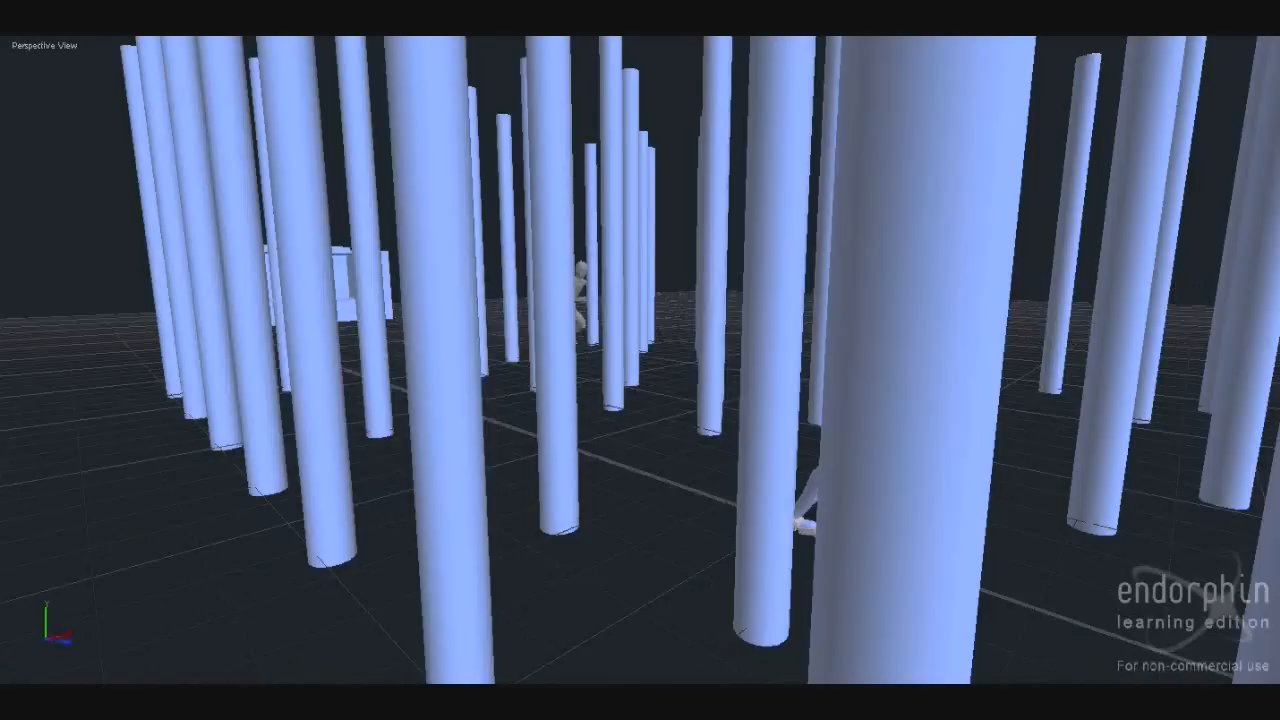 Perspective View
y
endorphin
learning edition
For non-commercial use